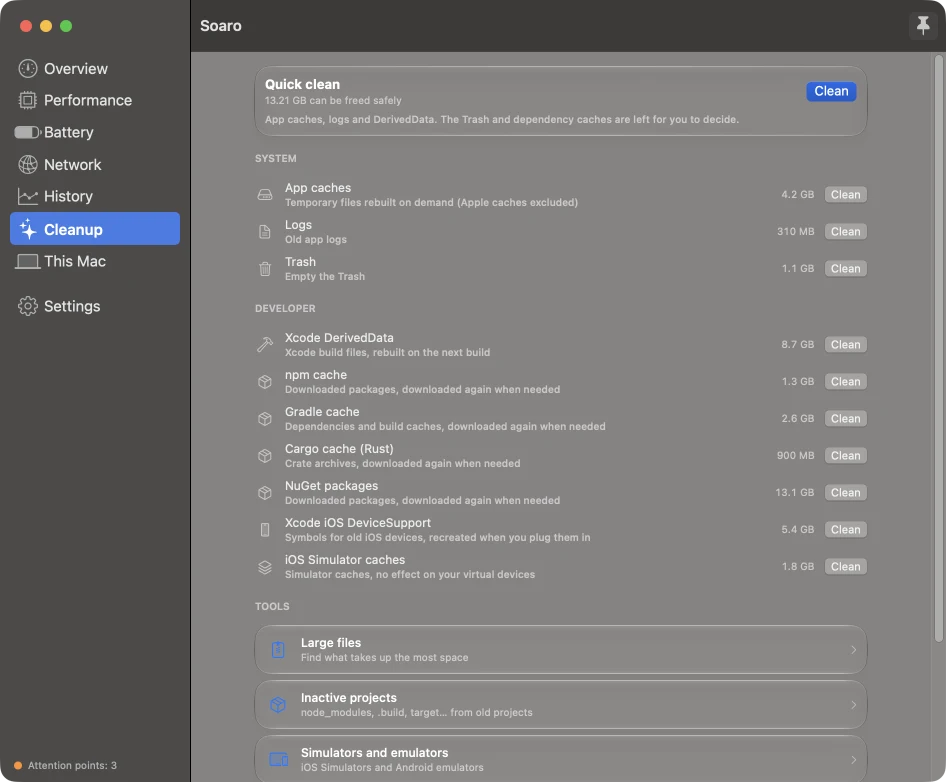 Soaro
Overview
Performance
Battery
Network
History
Cleanup
This Mac
Settings
Attention points: 3
Quick clean
13.21 GB can be freed safely
App caches, logs and DerivedData. The Trash and dependency caches are left for you to decide.
Clean
SYSTEM
App caches
Temporary files rebuilt on demand (Apple caches excluded)
4.2 GB Clean
Logs
Old app logs
310 MB Clean
Trash
Empty the Trash
1.1 GB Clean
DEVELOPER
Xcode DerivedData
Xcode build files, rebuilt on the next build
8.7 GB Clean
npm cache
Downloaded packages, downloaded again when needed
1.3 GB Clean
Gradle cache
Dependencies and build caches, downloaded again when needed
2.6 GB Clean
Cargo cache (Rust)
Crate archives, downloaded again when needed
900 MB Clean
NuGet packages
Downloaded packages, downloaded again when needed
13.1 GB Clean
Xcode iOS DeviceSupport
Symbols for old iOS devices, recreated when you plug them in
5.4 GB Clean
iOS Simulator caches
Simulator caches, no effect on your virtual devices
1.8 GB Clean
TOOLS
Large files
Find what takes up the most space
Inactive projects
node_modules, .build, target... from old projects
Simulators and emulators
iOS Simulators and Android emulators